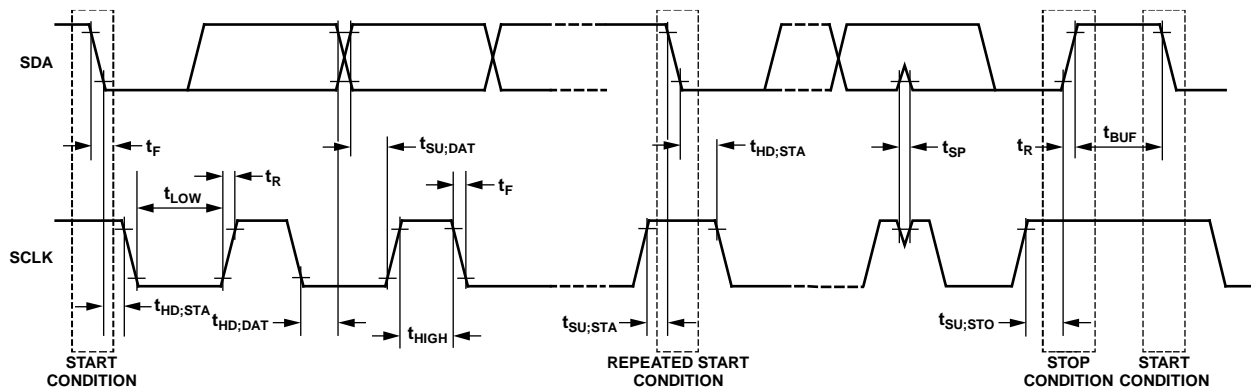 SDA
tF
tSU;DAT
tHD;STA
tSP
tR
tBUF
tLOW
tR
tF
SCLK
tHD;STA
tHD;DAT
tHIGH
tSU;STA
tSU;STO
START
CONDITION
REPEATED START
CONDITION
STOP
CONDITION
START
CONDITION